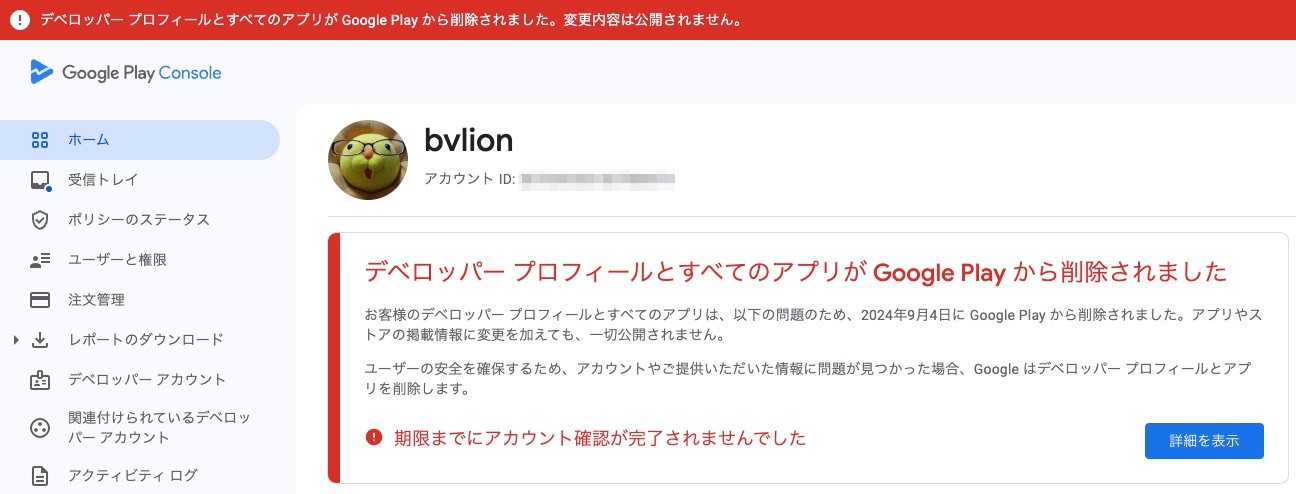 デベロッパー プロフィールとすべてのアプリが Google Play から削除されました。変更内容は公開されません。
Google Play Console
ホーム
受信トレイ
ポリシーのステータス
ユーザーと権限
注文管理
レポートのダウンロード
デベロッパー アカウント
関連付けられているデベロッ
パー アカウント
アクティビティ ログ
bvlion
アカウント ID:
デベロッパー プロフィールとすべてのアプリが Google Play から削除されました
お客様のデベロッパー プロフィールとすべてのアプリは、以下の問題のため、2024年9月4日に Google Play から削除されました。アプリやス
トアの掲載情報に変更を加えても、一切公開されません。
ユーザーの安全を確保するため、アカウントやご提供いただいた情報に問題が見つかった場合、Google はデベロッパー プロフィールとアプ
リを削除します。
期限までにアカウント確認が完了されませんでした
詳細を表示